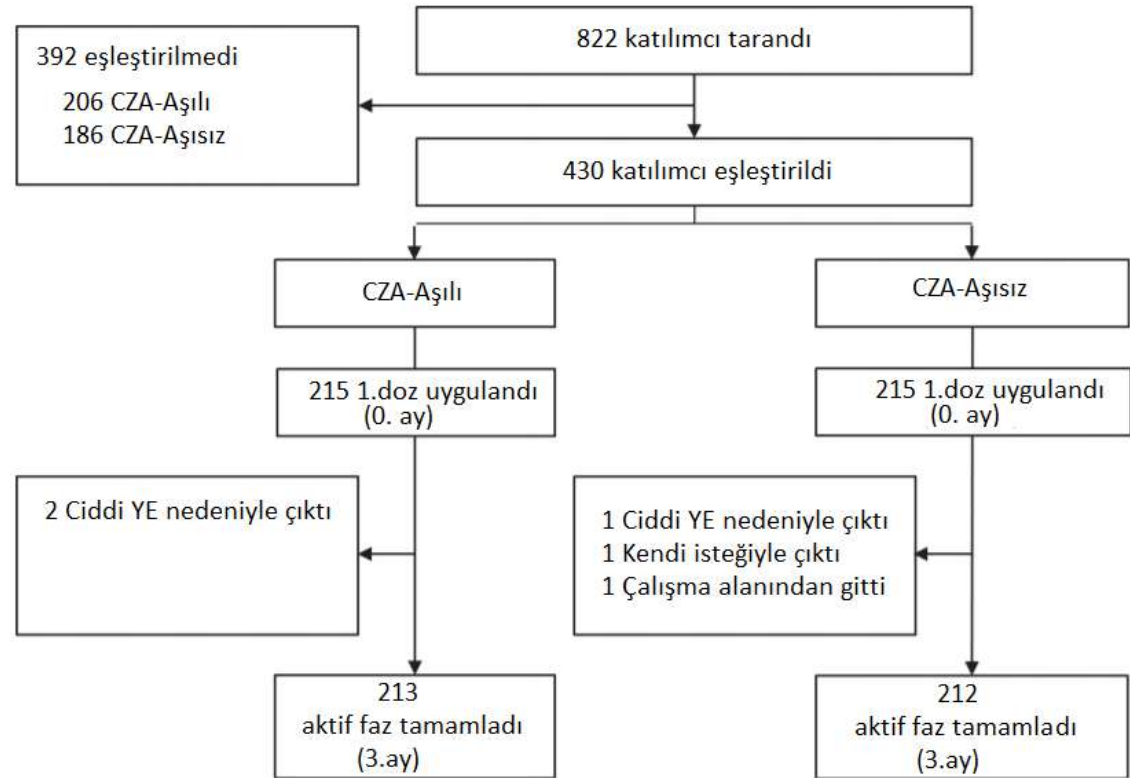 822 katılımcı tarandı
392 eşleştirilmedi
206 CZA-Aşılı
186 CZA-Aşısız
430 katılımcı eşleştirildi
CZA-Aşılı
CZA-Aşısız
215 1.doz uygulandı
(0. ay)
215 1.doz uygulandı
(0. ay)
2 Ciddi YE nedeniyle çıktı
1 Ciddi YE nedeniyle çıktı
1 Kendi isteğiyle çıktı
1 Çalışma alanından gitti
213
aktif faz tamamladı
(3.ay)
212
aktif faz tamamladı
(3.ay)